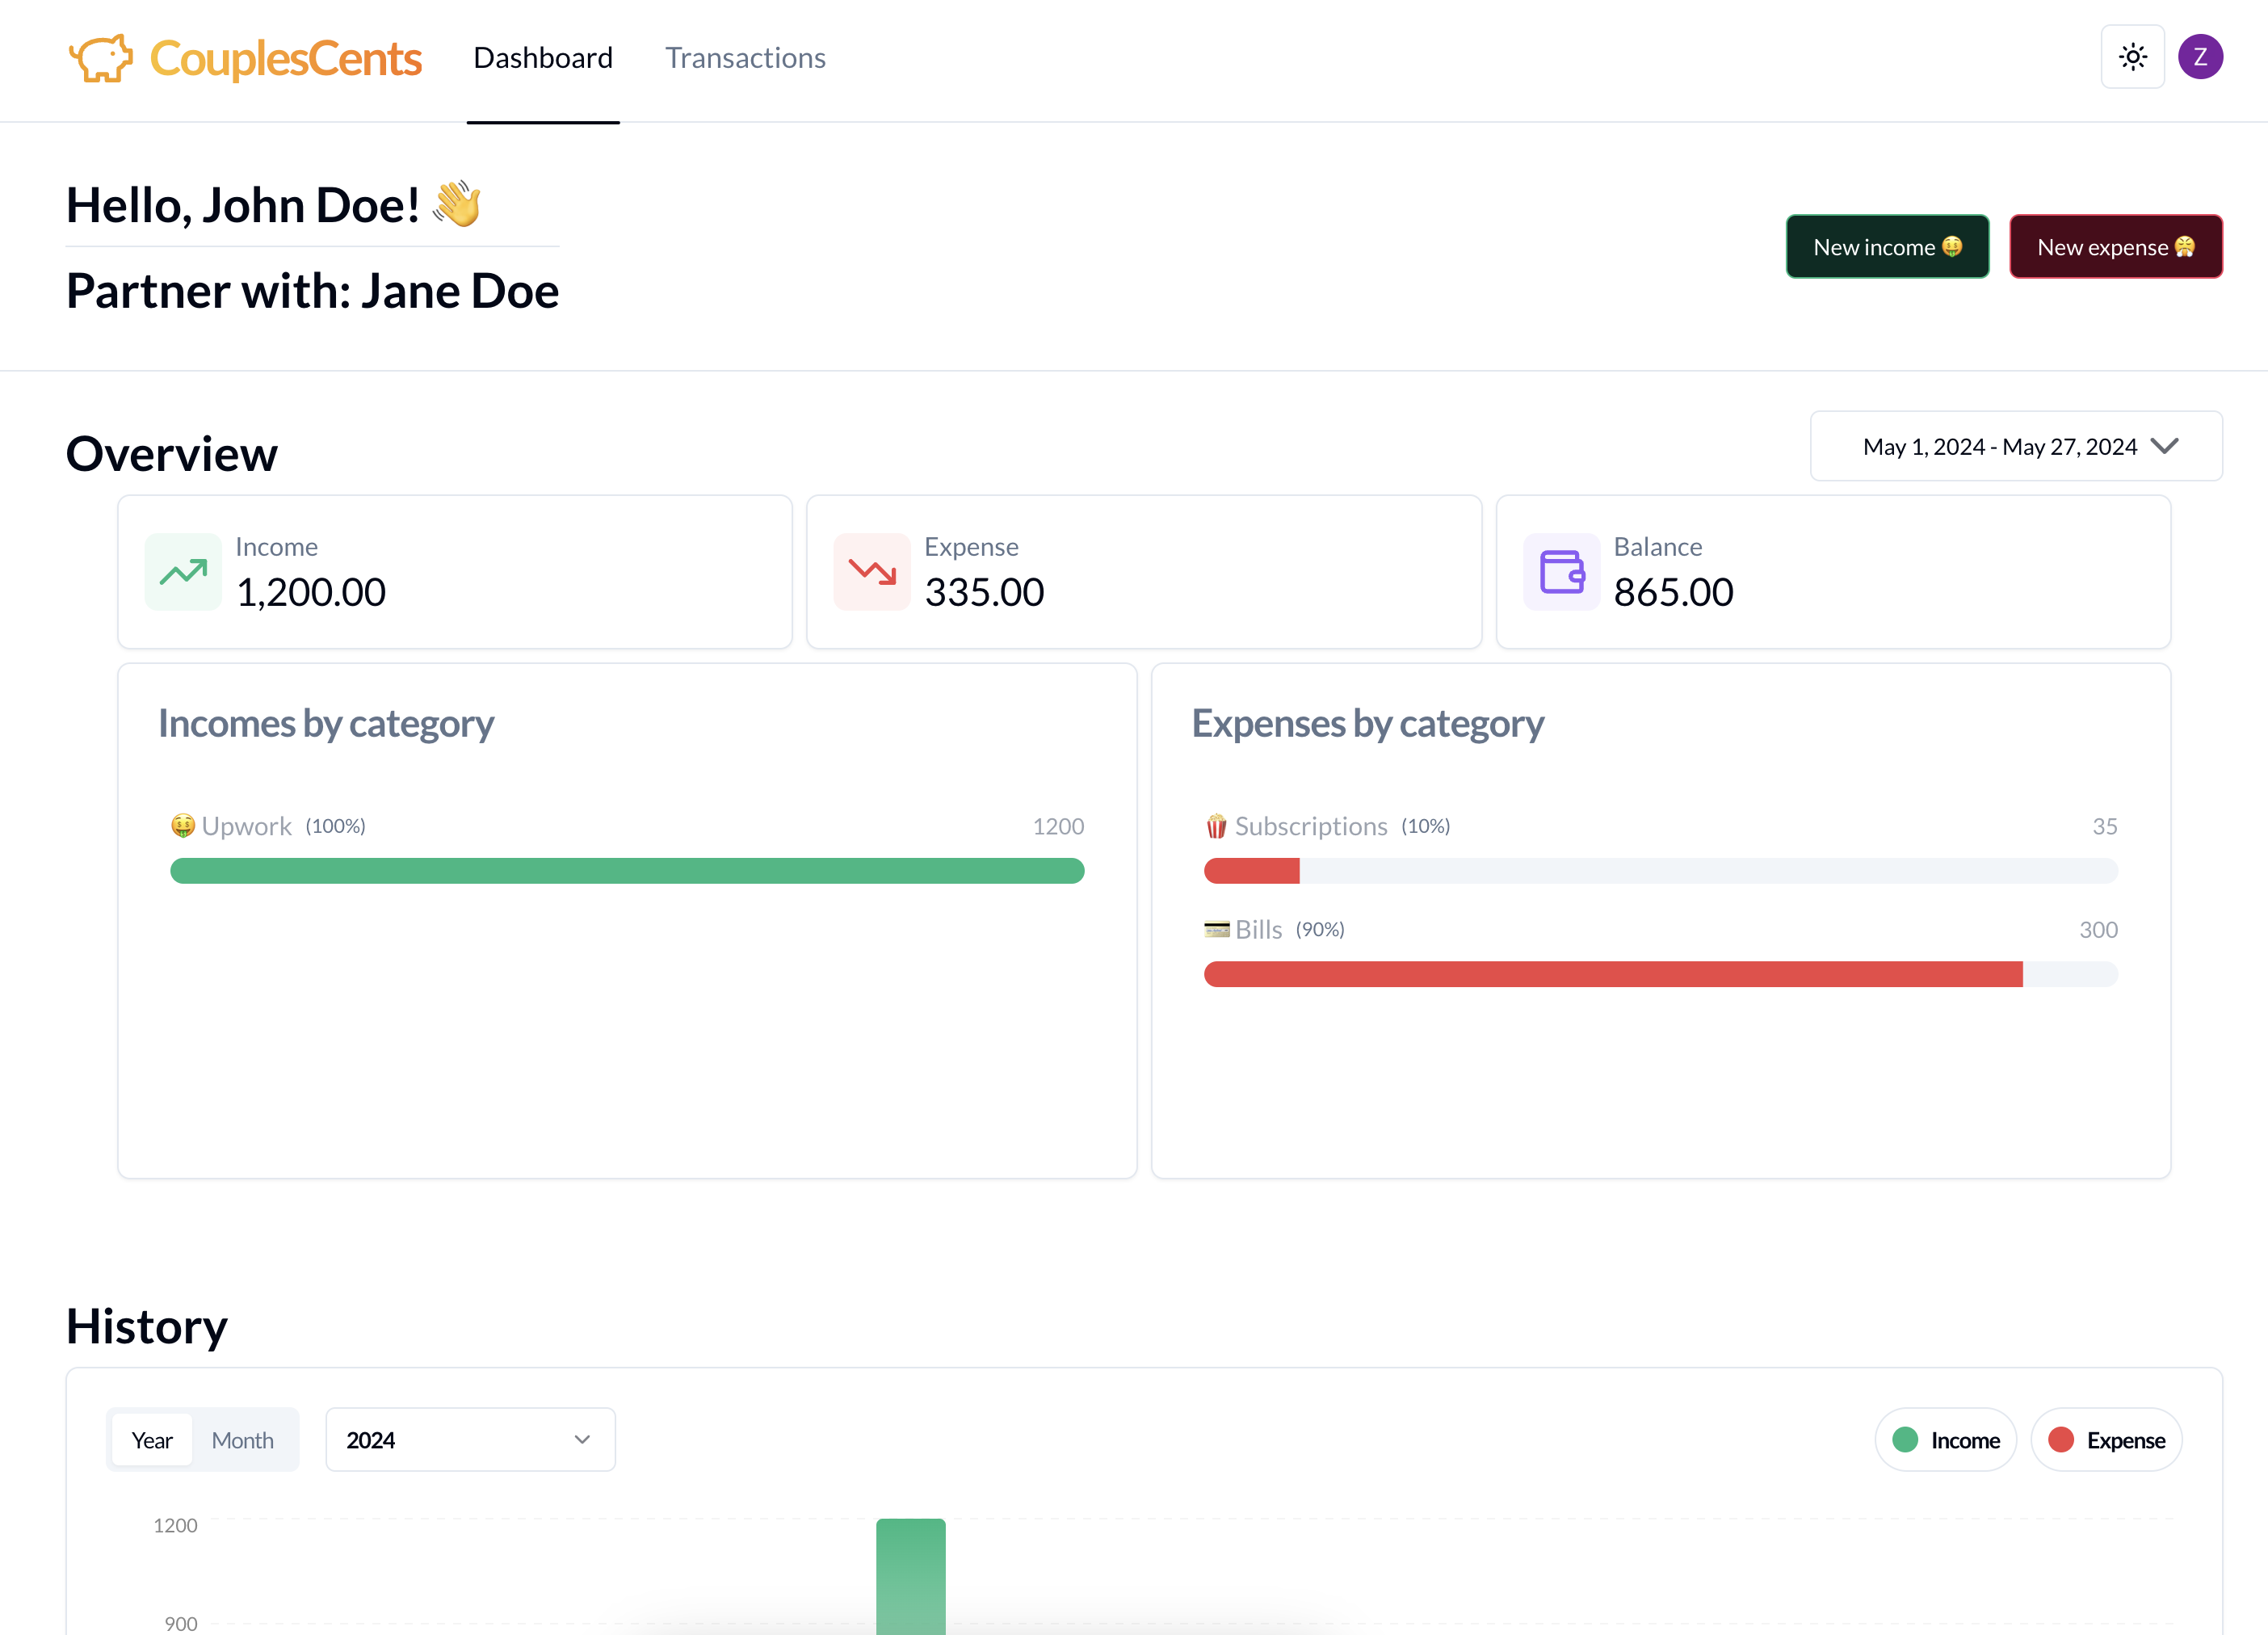 CouplesCents
Dashboard
Transactions
Z
Hello, John Doe! 👋
Partner with: Jane Doe
New income 🤑
New expense 😤
Overview
May 1, 2024 - May 27, 2024
Income
1,200.00
Expense
335.00
Balance
865.00
Incomes by category
🤑 Upwork (100%) 1200
Expenses by category
🍿 Subscriptions (10%) 35
💳 Bills (90%) 300
History
Year
Month
2024
Income
Expense
1200
900